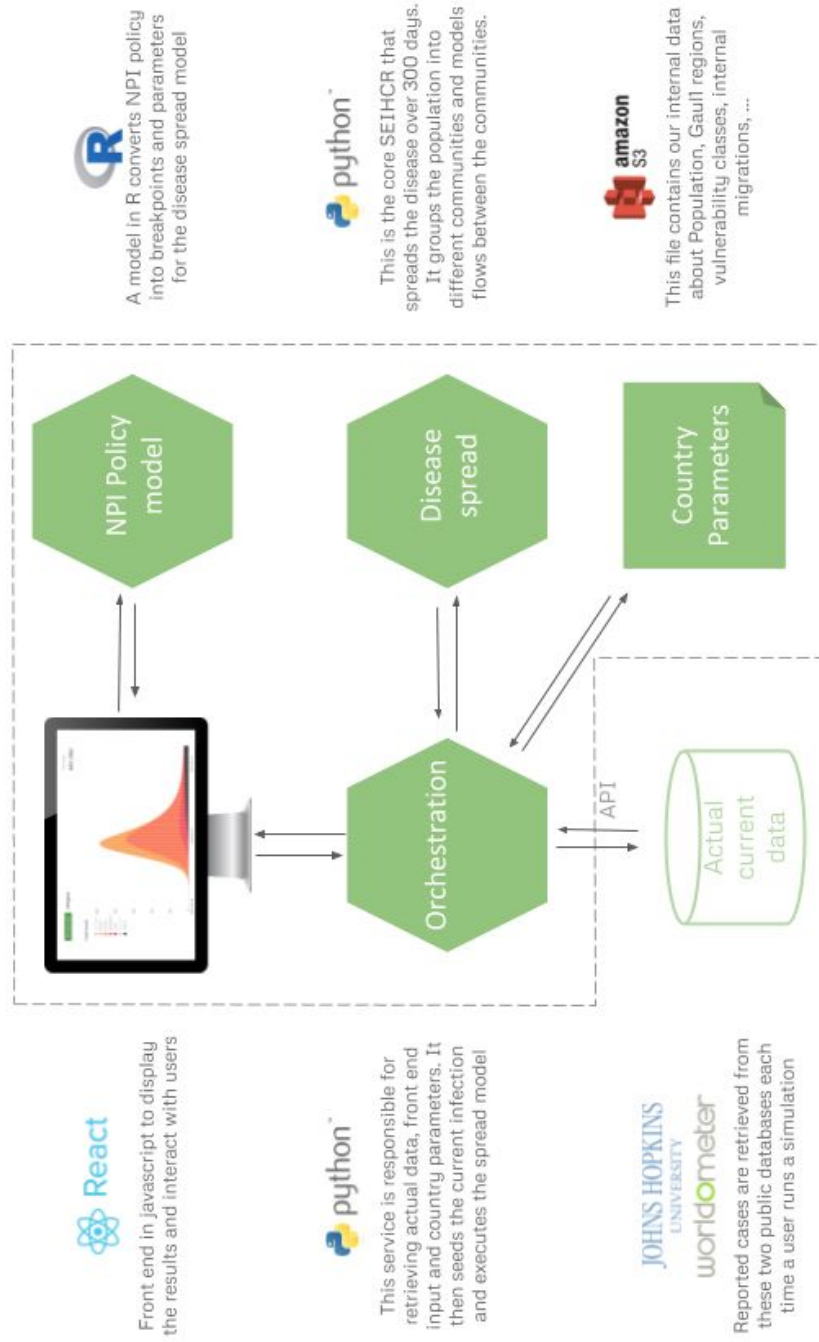 React
Front end in javascript to display
the results and interact with users
python™
This service is responsible for
retrieving actual data, front end
input and country parameters. It
then seeds the current infection
and executes the spread model
JOHNS HOPKINS
UNIVERSITY
worldometer
Reported cases are retrieved from
these two public databases each
time a user runs a simulation
Orchestration
API
Actual
current
data
NPI Policy
model
Disease
spread
Country
Parameters
R
A model in R converts NPI policy
into breakpoints and parameters
for the disease spread model
python™
This is the core SEIHCR that
spreads the disease over 300 days.
It groups the population into
different communities and models
flows between the communities.
amazon
S3
This file contains our internal data
about Population, Gaul1 regions,
vulnerability classes, internal
migrations, ...